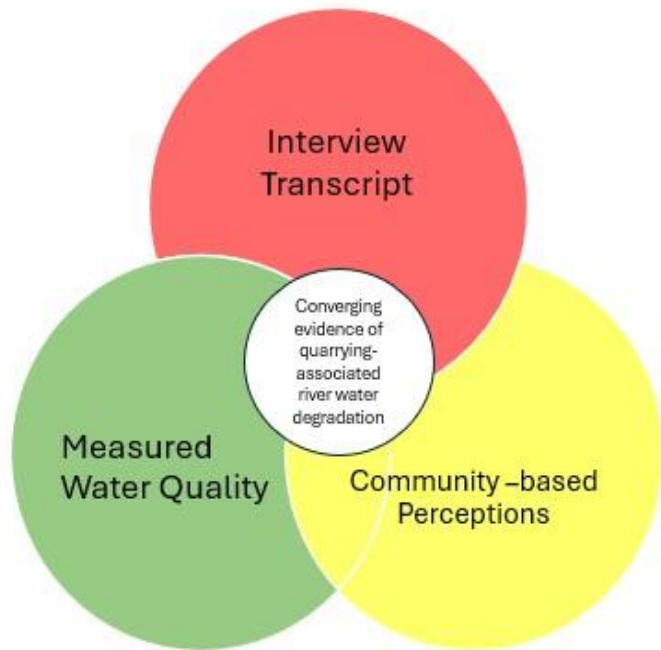 Interview
Transcript
Converging
evidence of
quarrying-
associated
river water
degradation
Measured
Water Quality
Community –based
Perceptions